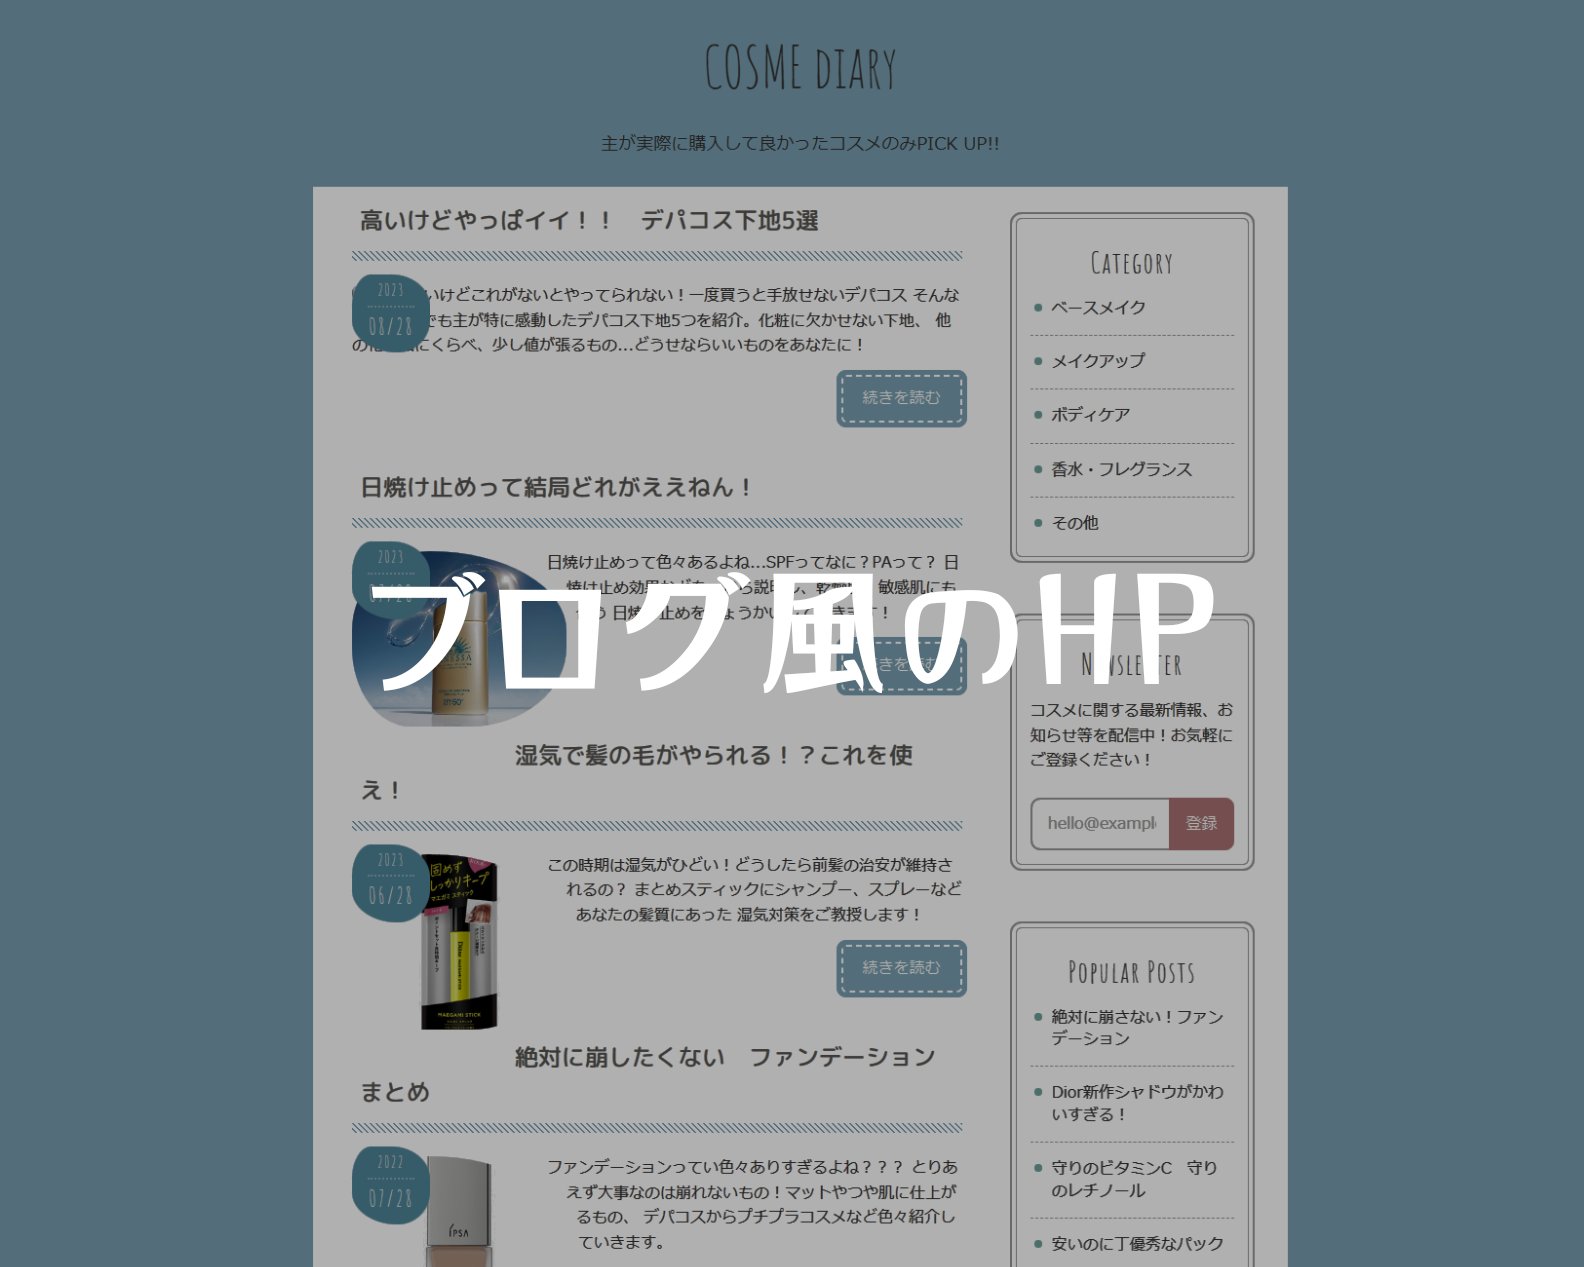 COSME DIARY
主が実際に購入して良かったコスメのみPICK UP!!
高いけどやっぱイイ！！　デパコス下地5選
2023
08/28
いけどこれがないとやってられない！一度買うと手放せないデパコス そんな
でも主が特に感動したデパコス下地5つを紹介。化粧に欠かせない下地、 他
にくらべ、少し値が張るもの…どうせならいいものをあなたに！
続きを読む
日焼け止めって結局どれがええねん！
2023
07/28
日焼け止めって色々あるよね…SPFってなに？PAって？ 日
焼け止め効果 敏感肌にも
日焼け止めを
ブログ風のHP
湿気で髪の毛がやられる！？これを使
え！
2023
06/28
固めず
しっかりキープ
マエガミ スティック
MAEGAMI STICK
この時期は湿気がひどい！どうしたら前髪の治安が維持さ
れるの？ まとめスティックにシャンプー、スプレーなど
あなたの髪質にあった 湿気対策をご教授します！
続きを読む
絶対に崩したくない　ファンデーション
まとめ
2022
07/28
IPSA
ファンデーションってい色々ありすぎるよね？？？ とりあ
えず大事なのは崩れないもの！マットやつや肌に仕上が
るもの、 デパコスからプチプラコスメなど色々紹介し
ていきます。
Category
ベースメイク
メイクアップ
ボディケア
香水・フレグランス
その他
Newsletter
コスメに関する最新情報、お
知らせ等を配信中！お気軽に
ご登録ください！
hello@exampl
登録
Popular Posts
絶対に崩さない！ファン
デーション
Dior新作シャドウがかわ
いすぎる！
守りのビタミンC　守り
のレチノール
安いのに丁優秀なパック